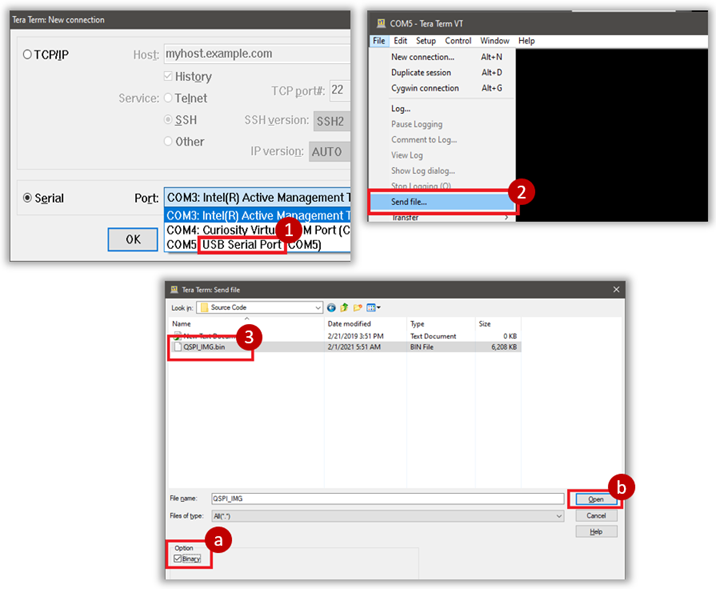 Tera Term: New connection
TCP/IP
Host: myhost.example.com
History
Service: Telnet
TCP port#: 22
SSH
SSH version: SSH2
Other
IP version: AUTO
Serial
Port: COM3: Intel(R) Active Management T
COM3: Intel(R) Active Management T
COM4: Curiosity Virtu M Port (C
COM5: USB Serial Port (COM5)
OK
1
COM5 - Tera Term VT
File Edit Setup Control Window Help
New connection... Alt+N
Duplicate session Alt+D
Cygwin connection Alt+G
Log...
Pause Logging
Comment to Log...
View Log
Show Log dialog...
Stop Logging (Q)
Send file...
Transfer
2
Tera Term: Send file
Look in: Source Code
Name Date modified Type Size
New Text Docum 2/21/2019 3:51 PM Text Document 0 KB
QSPI_IMG.bin 2/1/2021 5:51 AM BIN File 6,208 KB
3
File name: QSPI_IMG
Open
b
Files of type: All(*.*)
Cancel
Help
Option
Binary
a